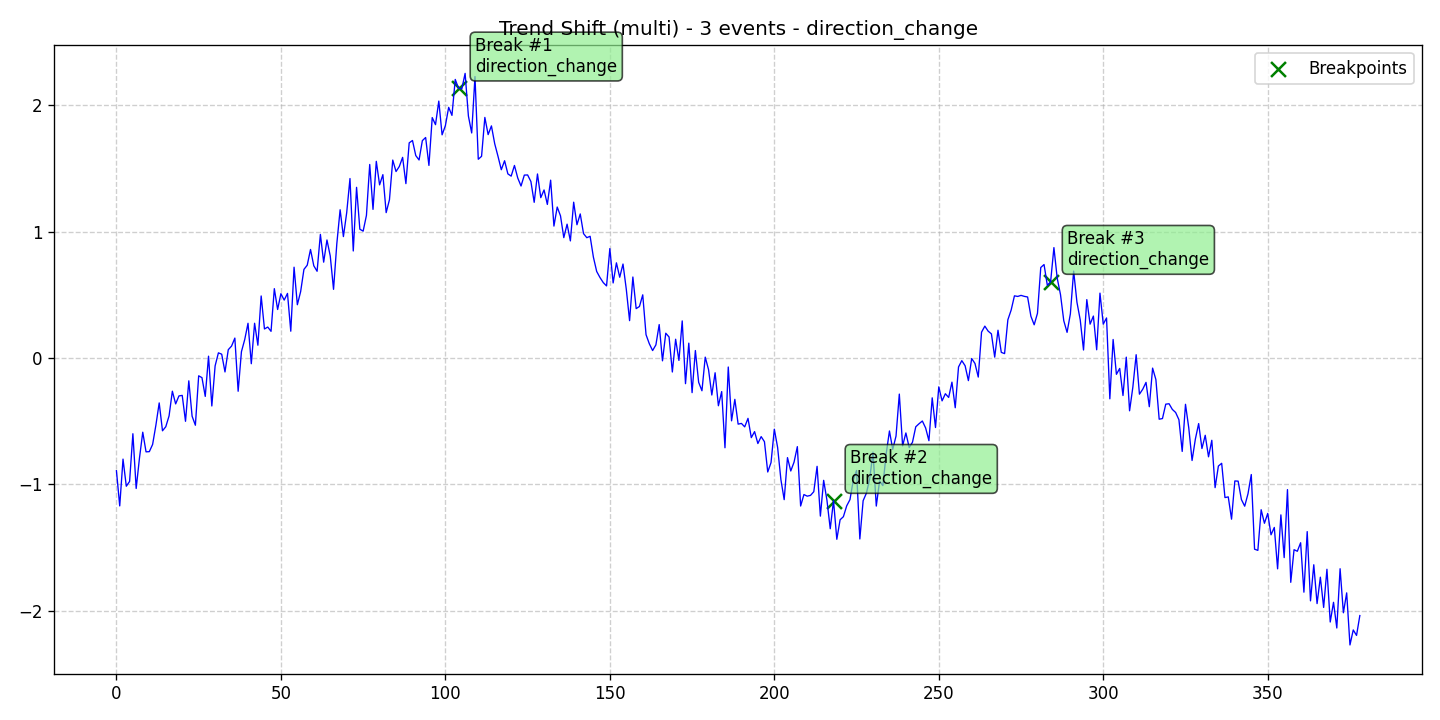 Trend Shift (multi) - 3 events - direction_change
Break #1
direction_change
Breakpoints
Break #3
direction_change
Break #2
direction_change
2
1
0
−1
−2
0
50
100
150
200
250
300
350